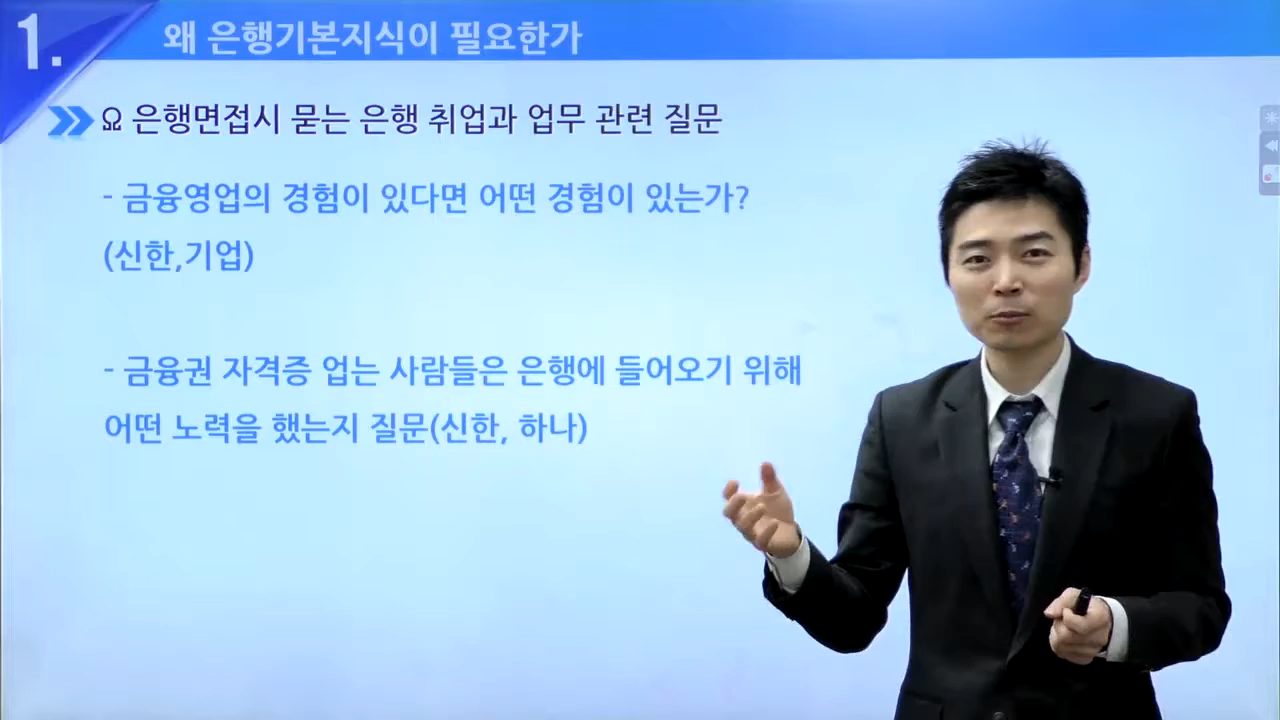 1.
왜 은행기본지식이 필요한가
Ω 은행면접시 묻는 은행 취업과 업무 관련 질문
- 금융영업의 경험이 있다면 어떤 경험이 있는가?
(신한,기업)
- 금융권 자격증 업는 사람들은 은행에 들어오기 위해
어떤 노력을 했는지 질문(신한, 하나)